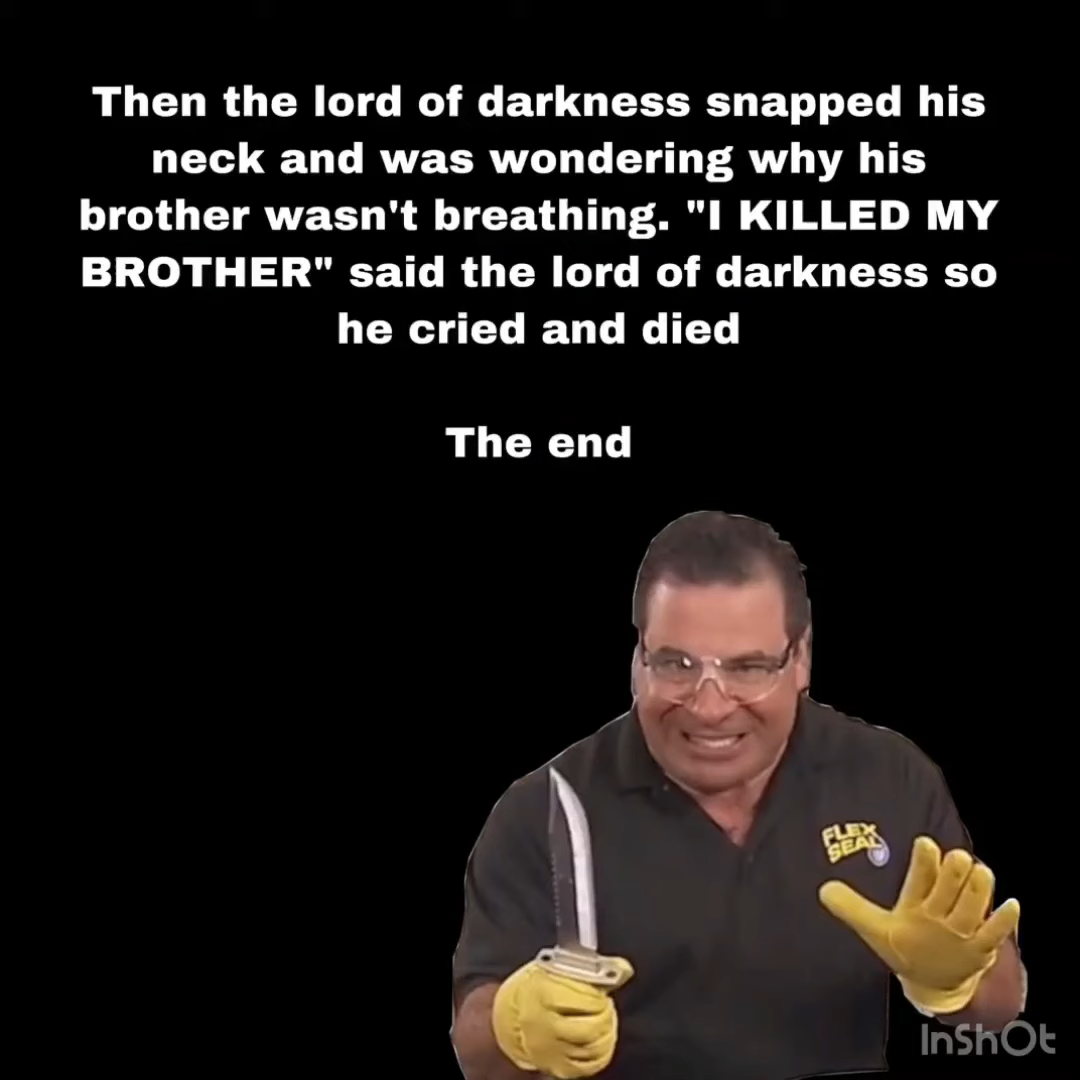 Then the lord of darkness snapped his
neck and was wondering why his
brother wasn't breathing. "I KILLED MY
BROTHER" said the lord of darkness so
he cried and died
The end
FLEX
SEAL
InShOt